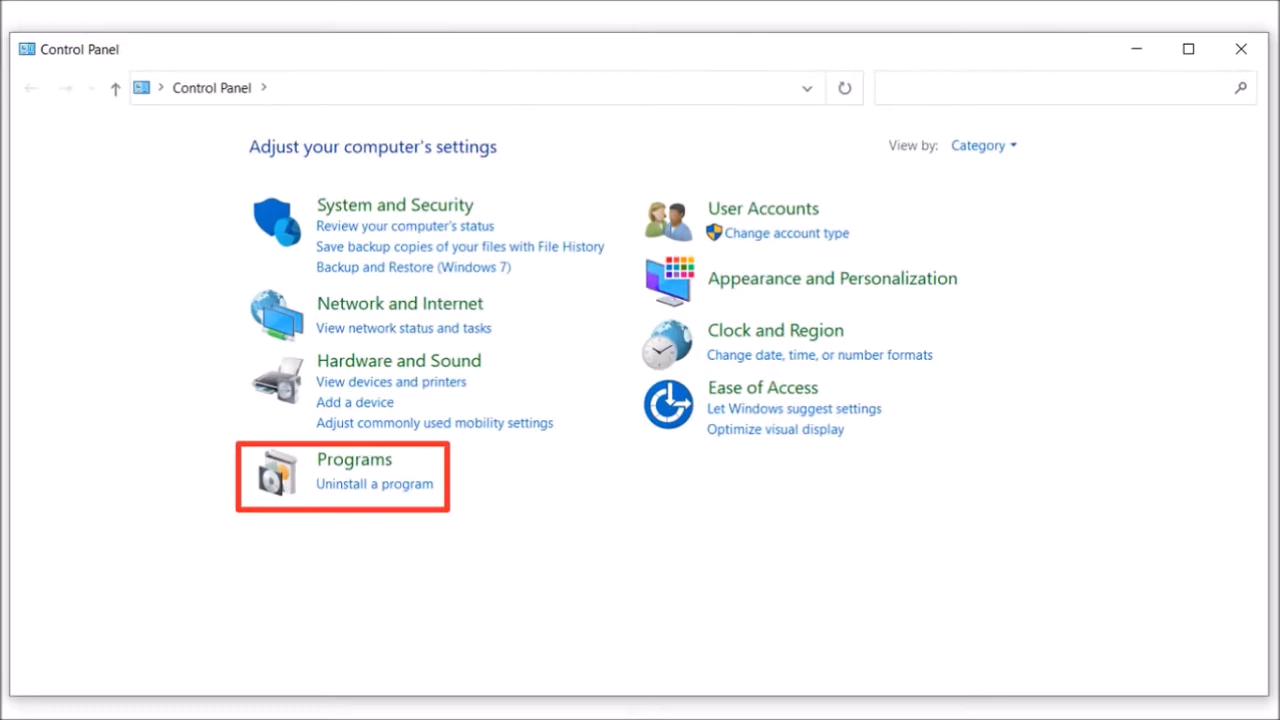 Control Panel
Control Panel
Adjust your computer's settings
View by: Category
System and Security
Review your computer's status
Save backup copies of your files with File History
Backup and Restore (Windows 7)
Network and Internet
View network status and tasks
Hardware and Sound
View devices and printers
Add a device
Adjust commonly used mobility settings
Programs
Uninstall a program
User Accounts
Change account type
Appearance and Personalization
Clock and Region
Change date, time, or number formats
Ease of Access
Let Windows suggest settings
Optimize visual display